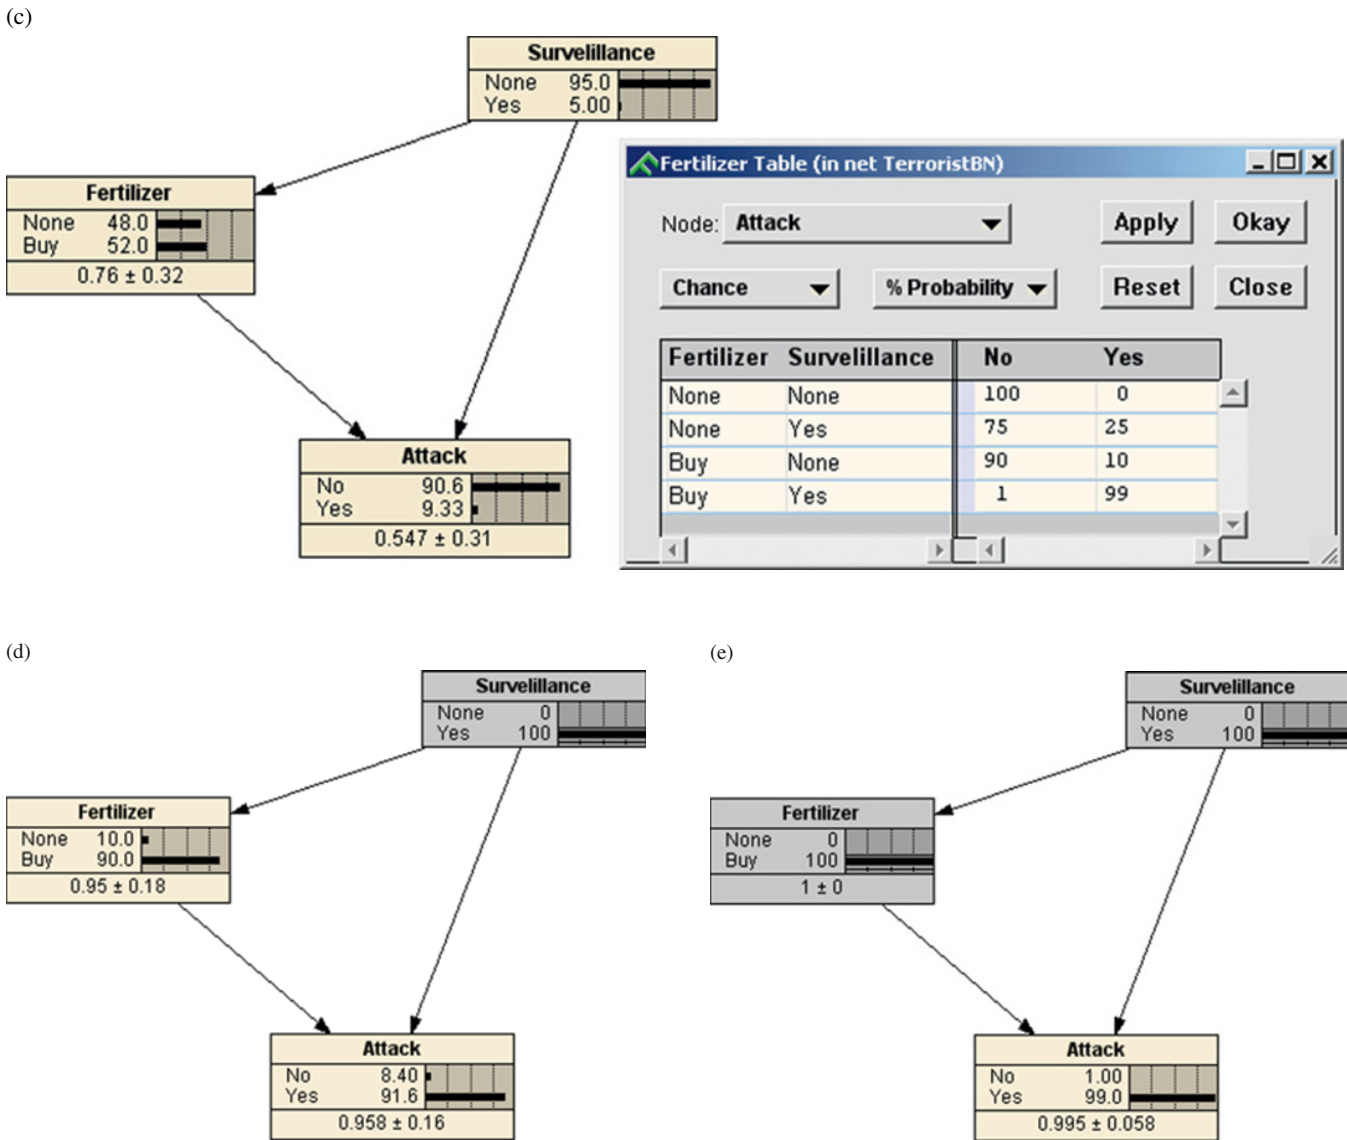 (c)
Survelillance
None 95.0
Yes 5.00
Fertilizer
None 48.0
Buy 52.0
0.76 ± 0.32
Attack
No 90.6
Yes 9.33
0.547 ± 0.31
Fertilizer Table (in net TerroristBN)
Node: Attack Apply Okay
Chance % Probability Reset Close
Fertilizer Survelillance No Yes
None None 100 0
None Yes 75 25
Buy None 90 10
Buy Yes 1 99
(d)
Survelillance
None 0
Yes 100
Fertilizer
None 10.0
Buy 90.0
0.95 ± 0.18
Attack
No 8.40
Yes 91.6
0.958 ± 0.16
(e)
Survelillance
None 0
Yes 100
Fertilizer
None 0
Buy 100
1 ± 0
Attack
No 1.00
Yes 99.0
0.995 ± 0.058